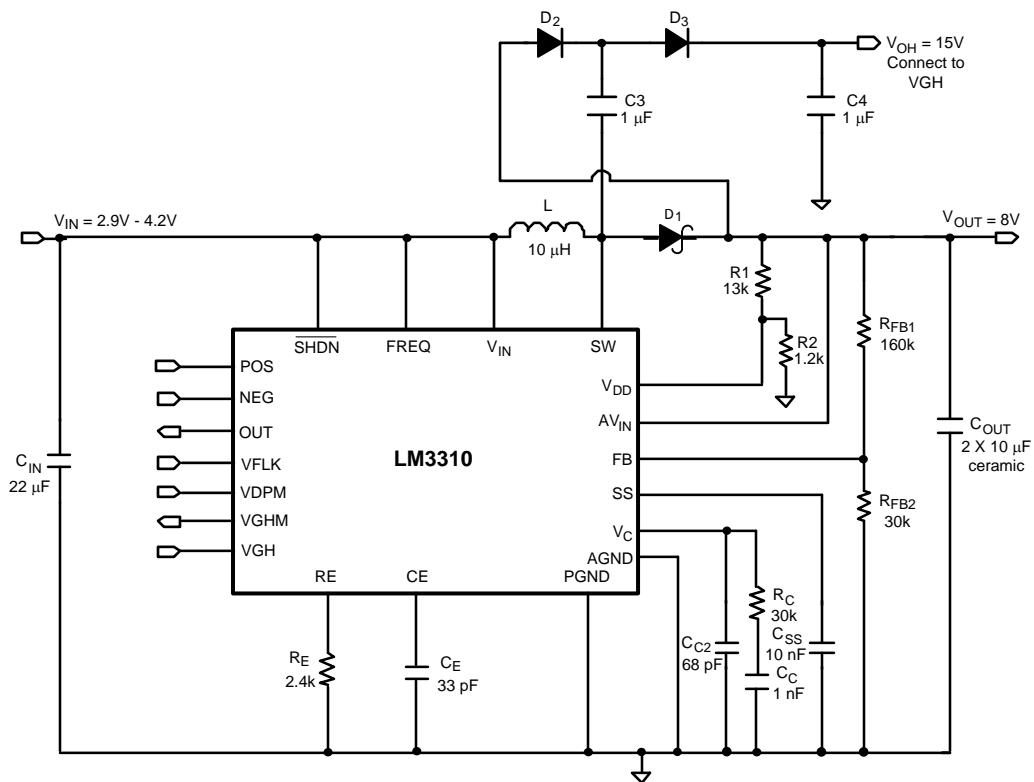 D2
D3
VOH = 15V
Connect to
VGH
C3
1 μF
C4
1 μF
VIN = 2.9V - 4.2V
L
10 μH
D1
VOUT = 8V
R1
13k
R2
1.2k
RFB1
160k
SHDN
FREQ
VIN
SW
POS
NEG
OUT
VFLK
VDPM
VGHM
VGH
LM3310
VDD
AVIN
FB
SS
VC
AGND
RE
CE
PGND
CIN
22 μF
COUT
2 X 10 μF
ceramic
RFB2
30k
RC
30k
CSS
10 nF
CC2
68 pF
CC
1 nF
RE
2.4k
CE
33 pF